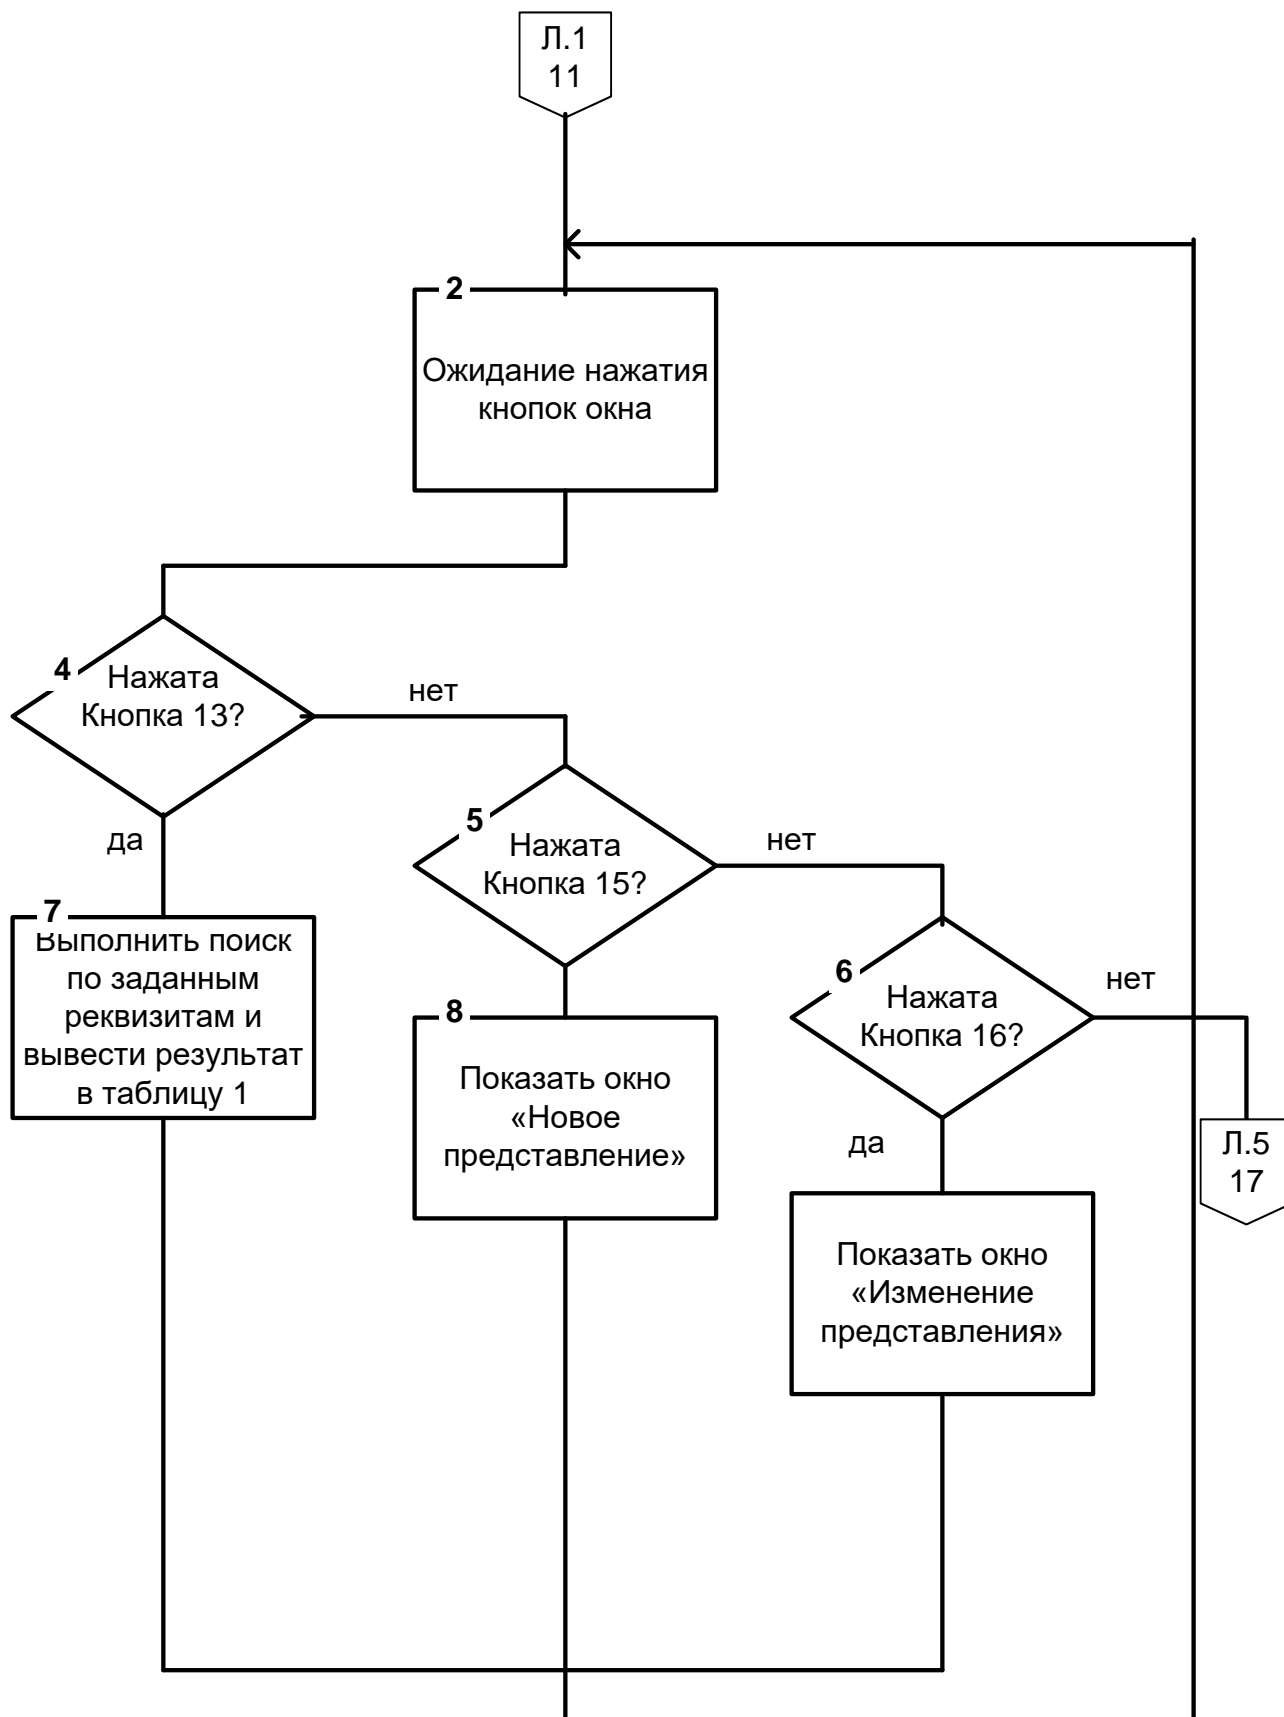 Л.1
11
2
Ожидание нажатия
кнопок окна
4
Нажата
Кнопка 13?
нет
да
5
Нажата
Кнопка 15?
нет
7
Выполнить поиск
по заданным
реквизитам и
вывести результат
в таблицу 1
6
Нажата
Кнопка 16?
нет
8
Показать окно
«Новое
представление»
да
Л.5
17
Показать окно
«Изменение
представления»